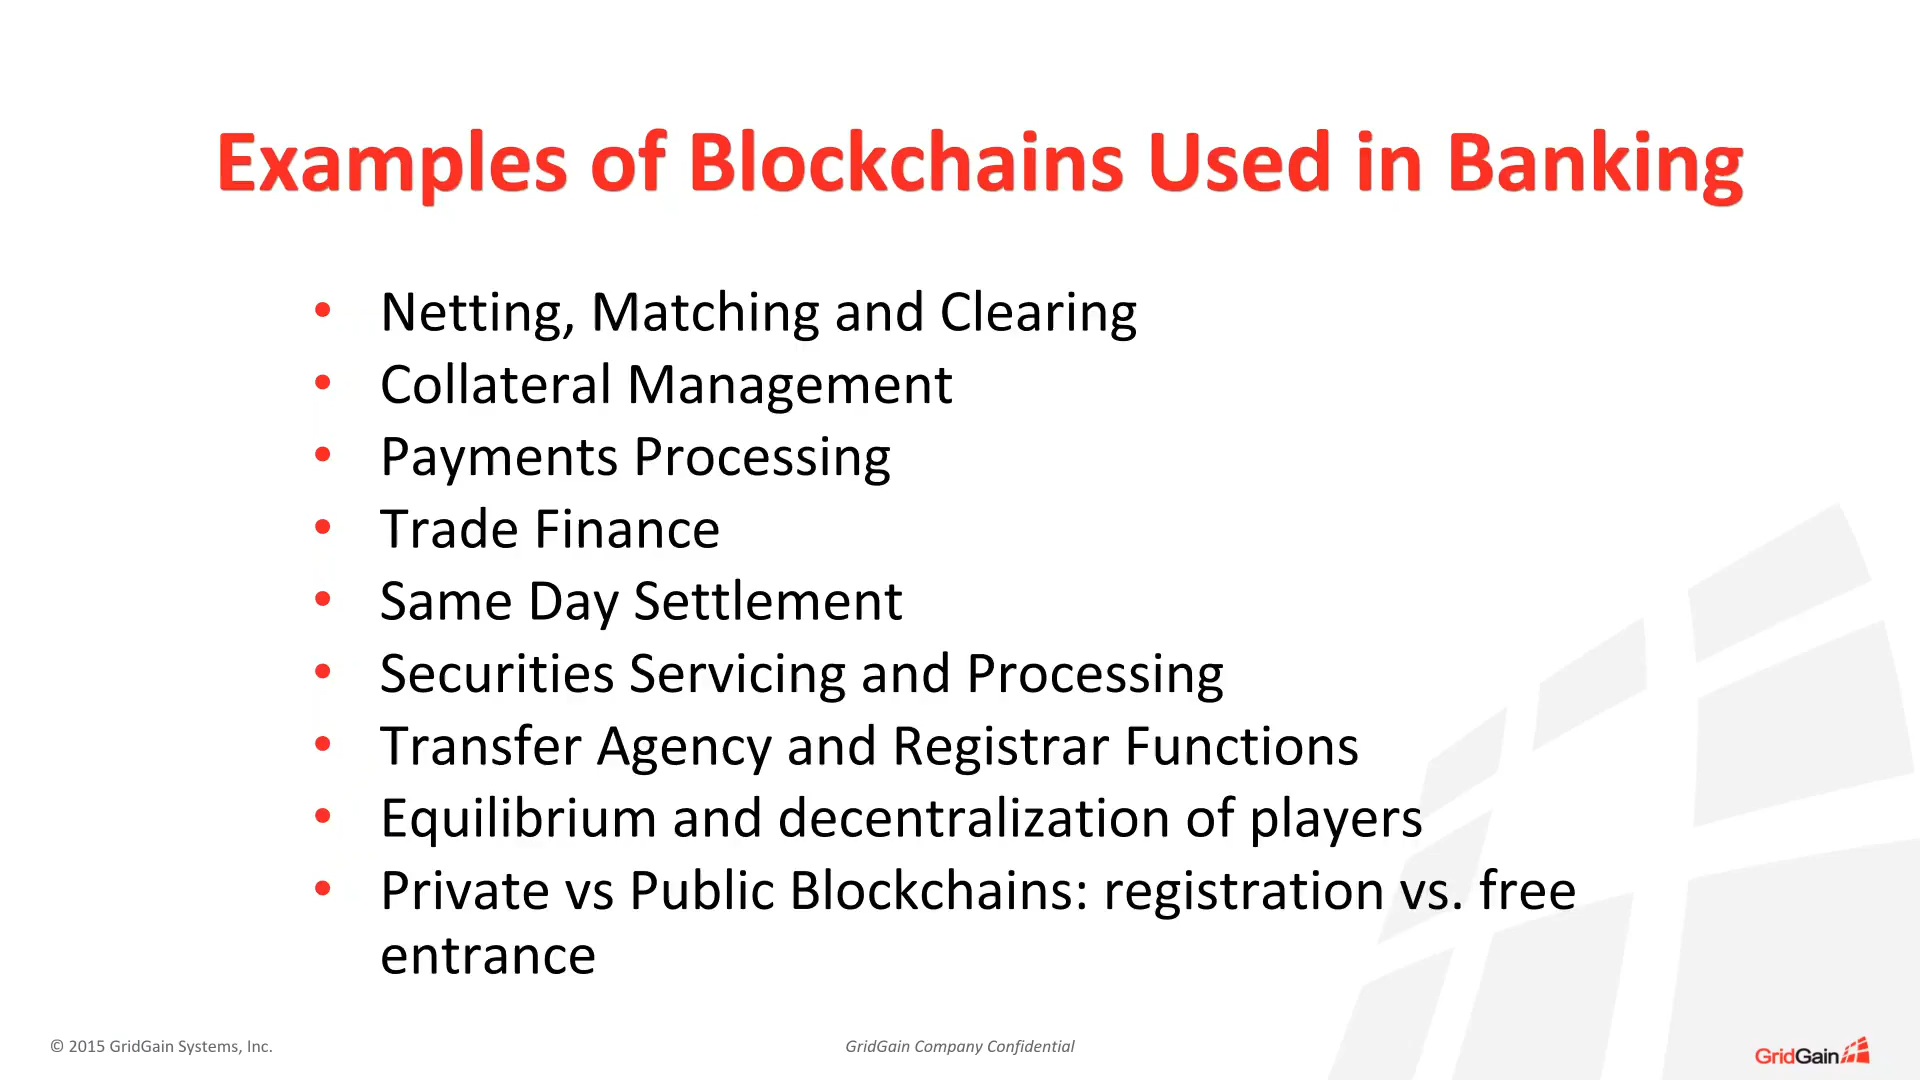 Examples of Blockchains Used in Banking
• Netting, Matching and Clearing
• Collateral Management
• Payments Processing
• Trade Finance
• Same Day Settlement
• Securities Servicing and Processing
• Transfer Agency and Registrar Functions
• Equilibrium and decentralization of players
• Private vs Public Blockchains: registration vs. free
entrance
© 2015 GridGain Systems, Inc.
GridGain Company Confidential
GridGain